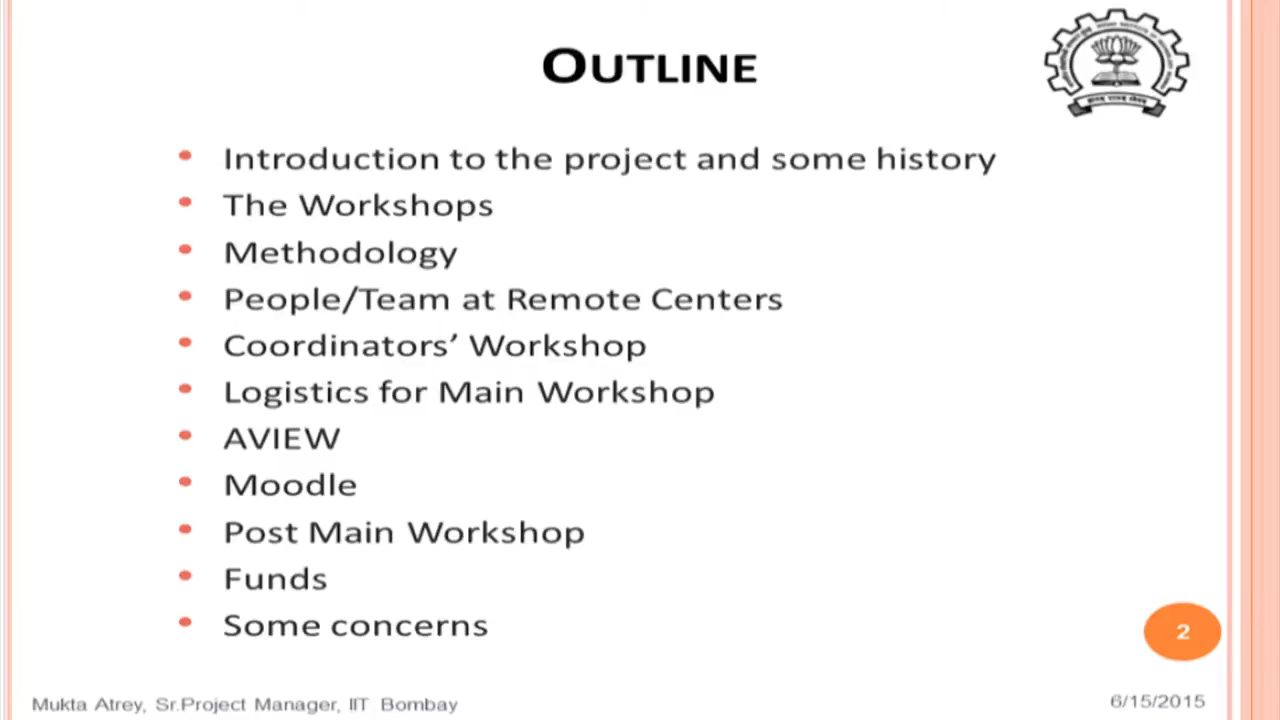 OUTLINE
• Introduction to the project and some history
• The Workshops
• Methodology
• People/Team at Remote Centers
• Coordinators’ Workshop
• Logistics for Main Workshop
• AVIEW
• Moodle
• Post Main Workshop
• Funds
• Some concerns
2
Mukta Atrey, Sr.Project Manager, IIT Bombay
6/15/2015